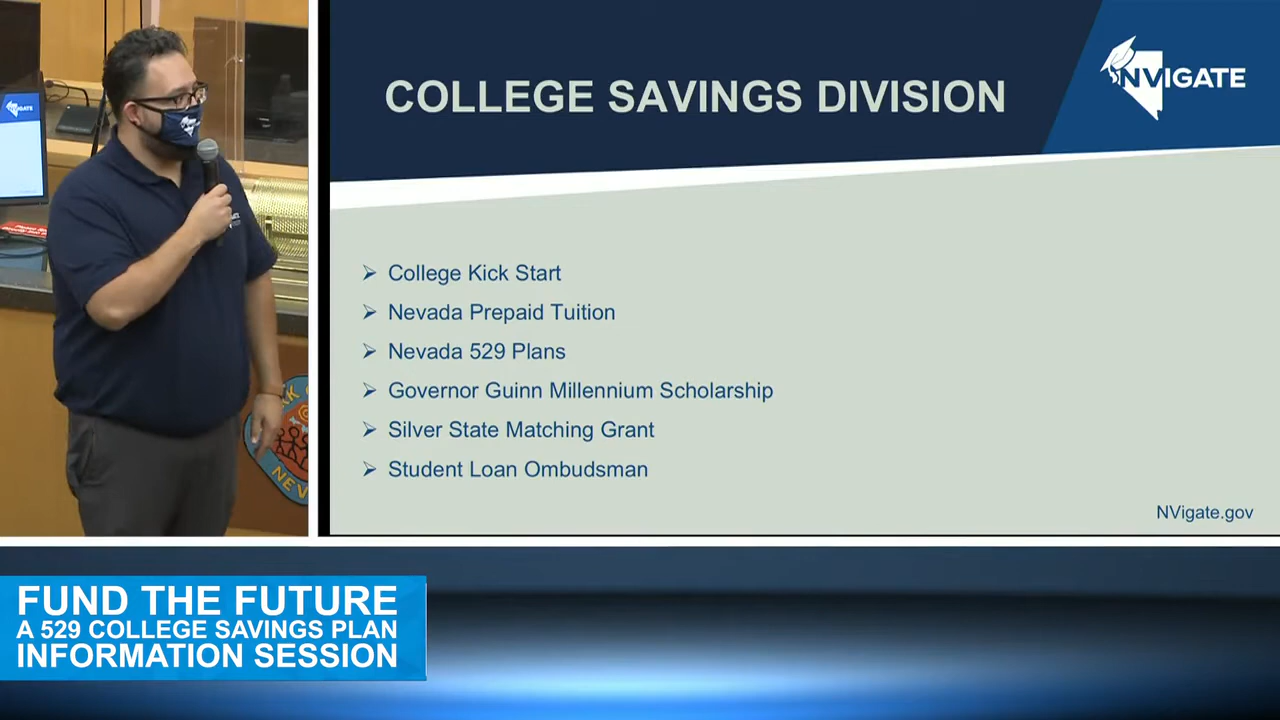 COLLEGE SAVINGS DIVISION
NVIGATE
College Kick Start
Nevada Prepaid Tuition
Nevada 529 Plans
Governor Guinn Millennium Scholarship
Silver State Matching Grant
Student Loan Ombudsman
NVigate.gov
FUND THE FUTURE
A 529 COLLEGE SAVINGS PLAN
INFORMATION SESSION